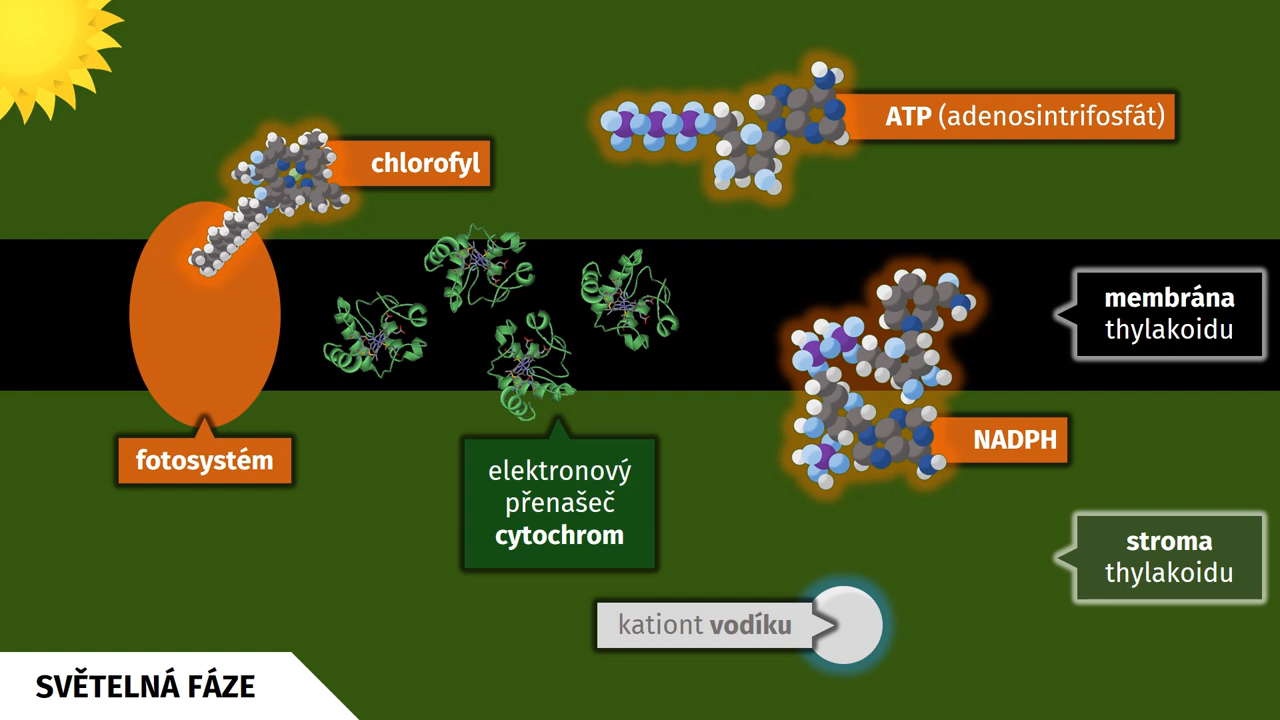 ATP (adenosintrifosfát)
chlorofyl
membrána
thylakoidu
NADPH
fotosystém
elektronový
přenašeč
cytochrom
stroma
thylakoidu
kationt vodíku
SVĚTELNÁ FÁZE